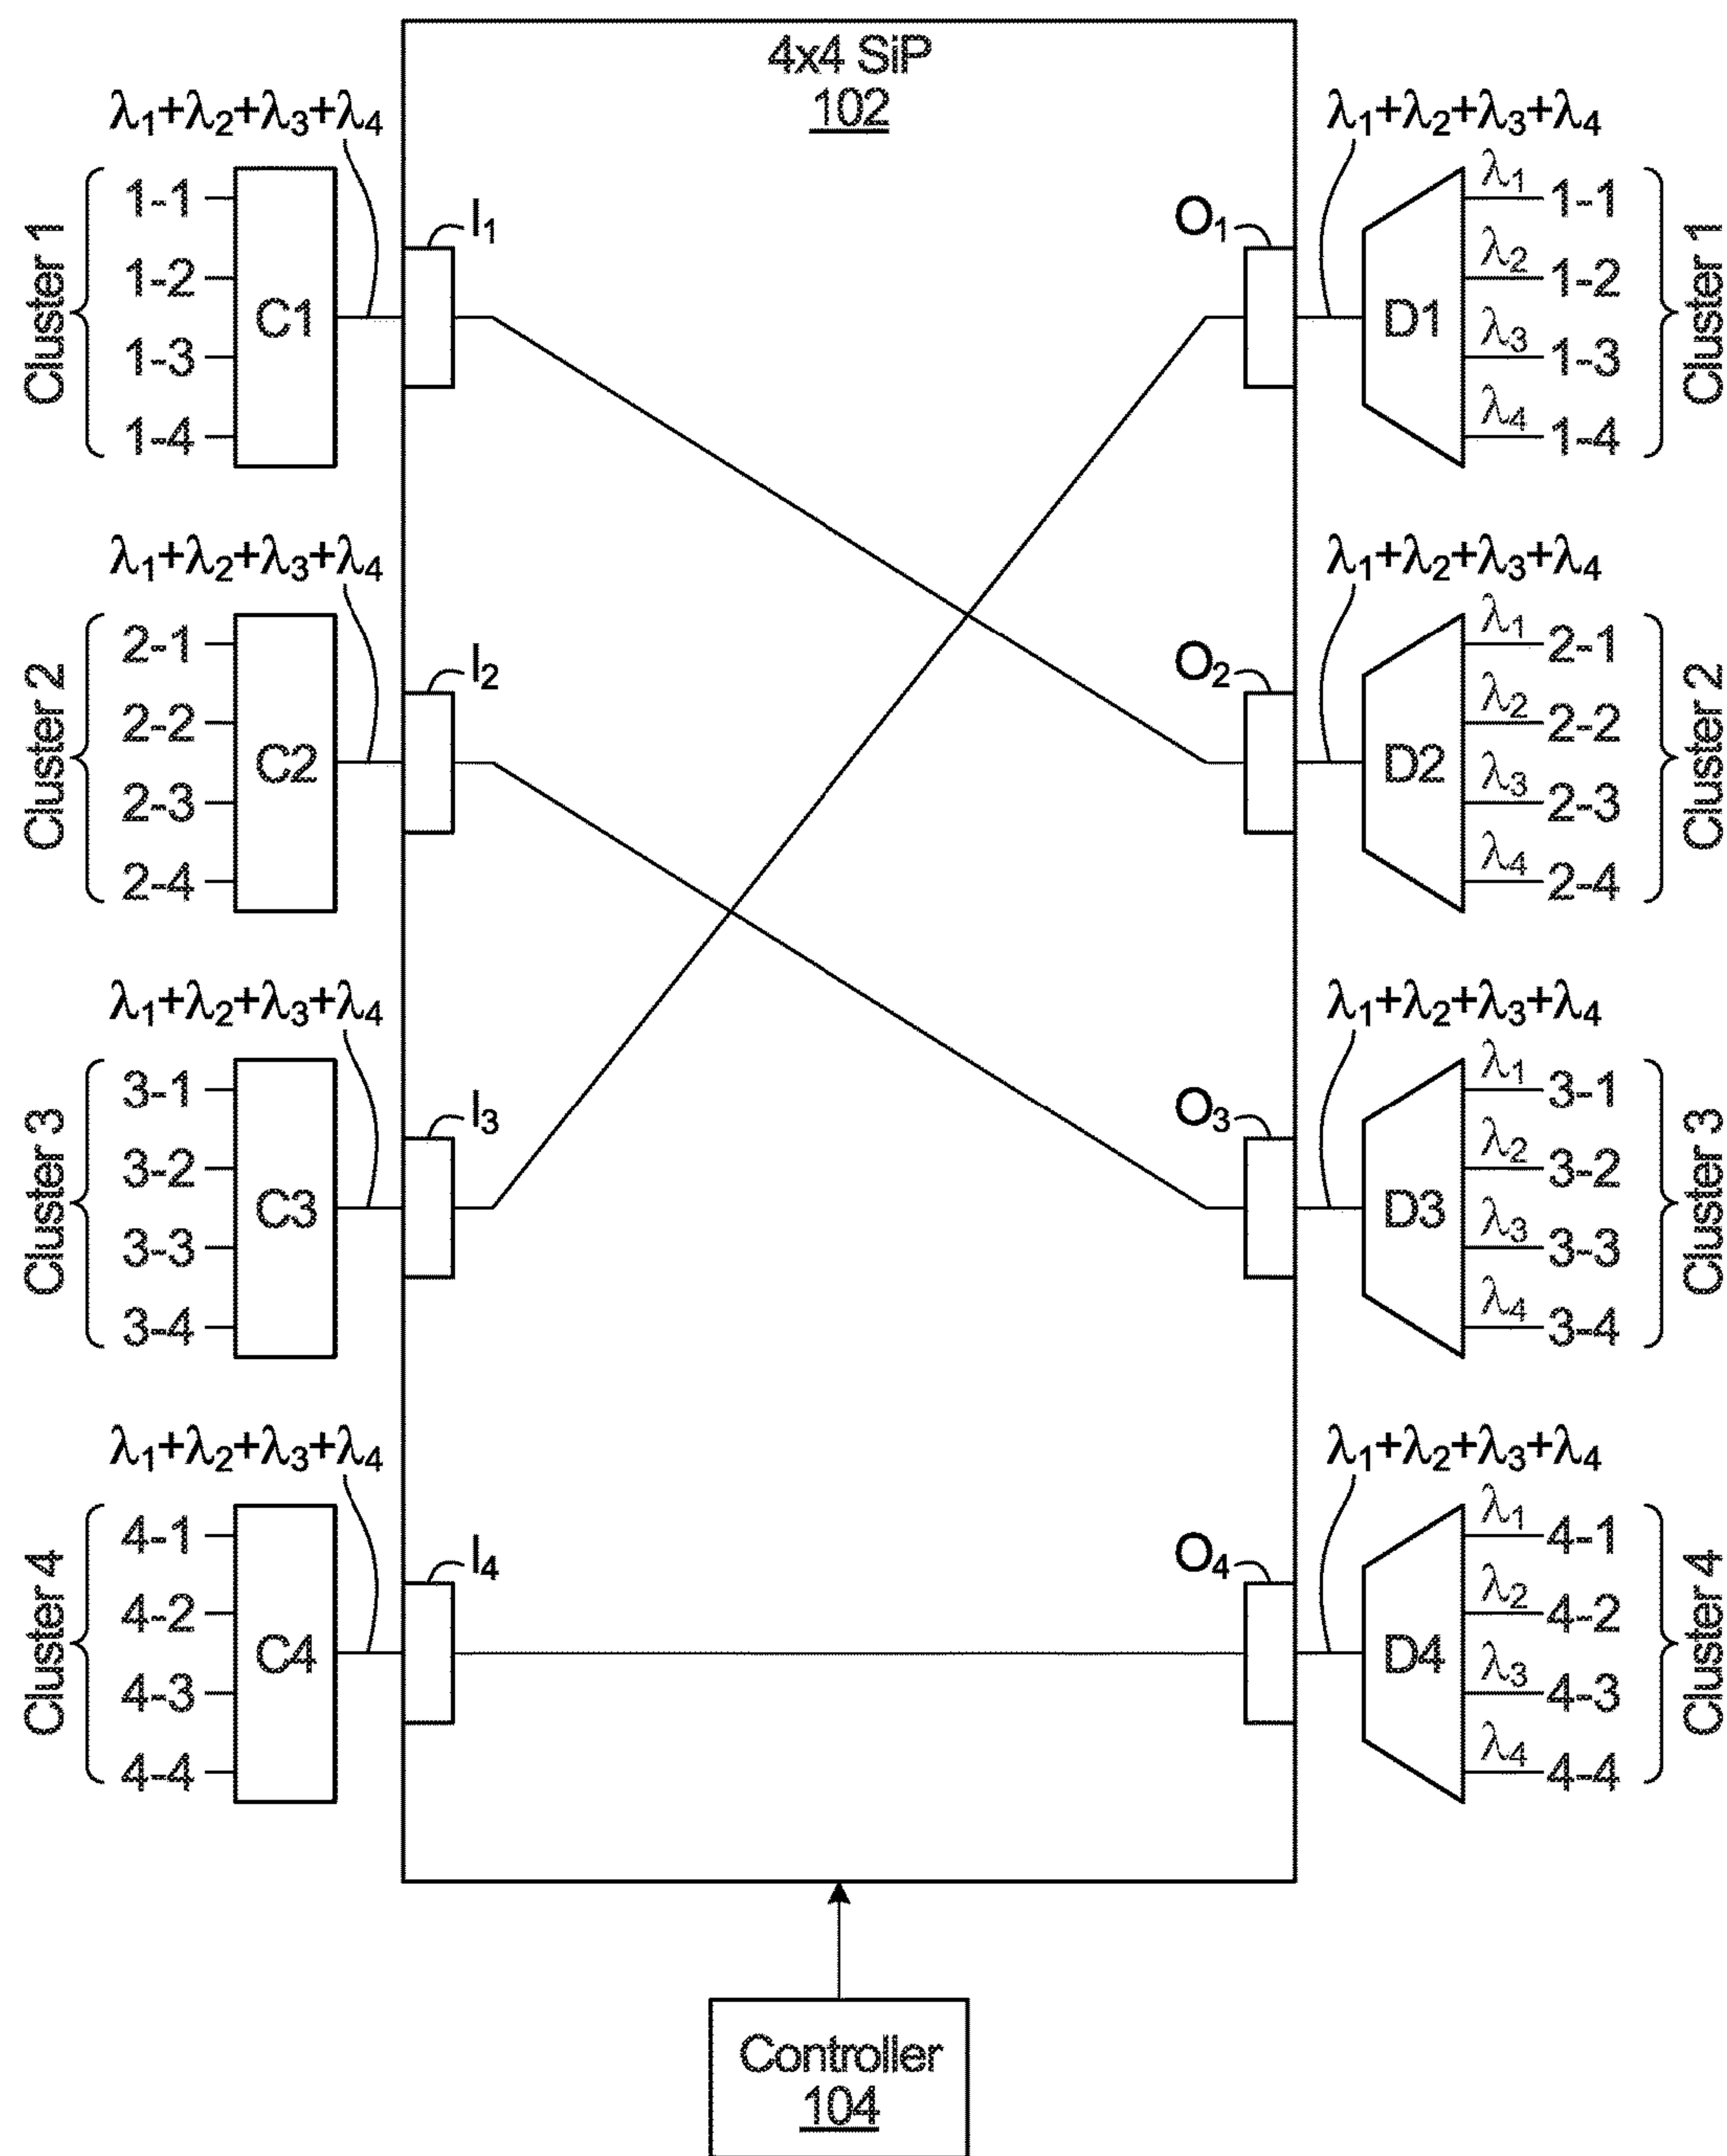 4x4 SiP
102
λ₁+λ₂+λ₃+λ₄
Cluster 1
1-1
1-2
1-3
1-4
C1
I₁
O₁
λ₁+λ₂+λ₃+λ₄
D1
λ₁ 1-1
λ₂ 1-2
λ₃ 1-3
λ₄ 1-4
Cluster 1
λ₁+λ₂+λ₃+λ₄
Cluster 2
2-1
2-2
2-3
2-4
C2
I₂
O₂
λ₁+λ₂+λ₃+λ₄
D2
λ₁ 2-1
λ₂ 2-2
λ₃ 2-3
λ₄ 2-4
Cluster 2
λ₁+λ₂+λ₃+λ₄
Cluster 3
3-1
3-2
3-3
3-4
C3
I₃
O₃
λ₁+λ₂+λ₃+λ₄
D3
λ₁ 3-1
λ₂ 3-2
λ₃ 3-3
λ₄ 3-4
Cluster 3
λ₁+λ₂+λ₃+λ₄
Cluster 4
4-1
4-2
4-3
4-4
C4
I₄
O₄
λ₁+λ₂+λ₃+λ₄
D4
λ₁ 4-1
λ₂ 4-2
λ₃ 4-3
λ₄ 4-4
Cluster 4
Controller
104